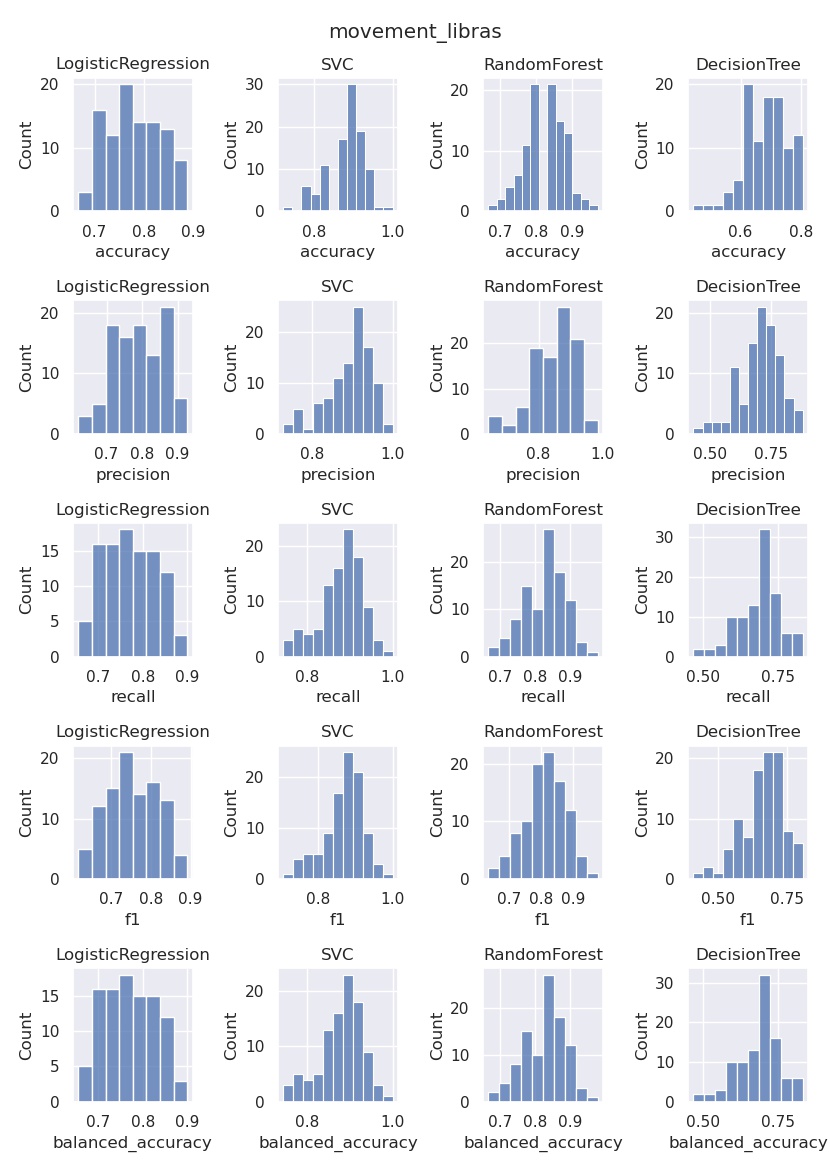 movement_libras
LogisticRegression SVC RandomForest DecisionTree
20 30 20 20
20
10 10 10
10
0 0 0 0
0.7 0.8 0.9 0.8 1.0 0.7 0.8 0.9 0.6 0.8
Count Count Count Count
accuracy accuracy accuracy accuracy
LogisticRegression SVC RandomForest DecisionTree
20 20 20 20
10 10 10
0 0 0 0
0.7 0.8 0.9 0.8 1.0 0.8 1.0 0.50 0.75
Count Count Count Count
precision precision precision precision
LogisticRegression SVC RandomForest DecisionTree
15 20 20 30
10 20
10 10
5 10
0 0 0 0
0.7 0.8 0.9 0.8 1.0 0.7 0.8 0.9 0.50 0.75
Count Count Count Count
recall recall recall recall
LogisticRegression SVC RandomForest DecisionTree
20 20 20 20
10 10 10 10
0 0 0 0
0.7 0.8 0.9 0.8 1.0 0.7 0.8 0.9 0.50 0.75
Count Count Count Count
f1 f1 f1 f1
LogisticRegression SVC RandomForest DecisionTree
15 20 20 30
10 20
10 10
5 10
0 0 0 0
0.7 0.8 0.9 0.8 1.0 0.7 0.8 0.9 0.50 0.75
Count Count Count Count
balanced_accuracy balanced_accuracy balanced_accuracy balanced_accuracy